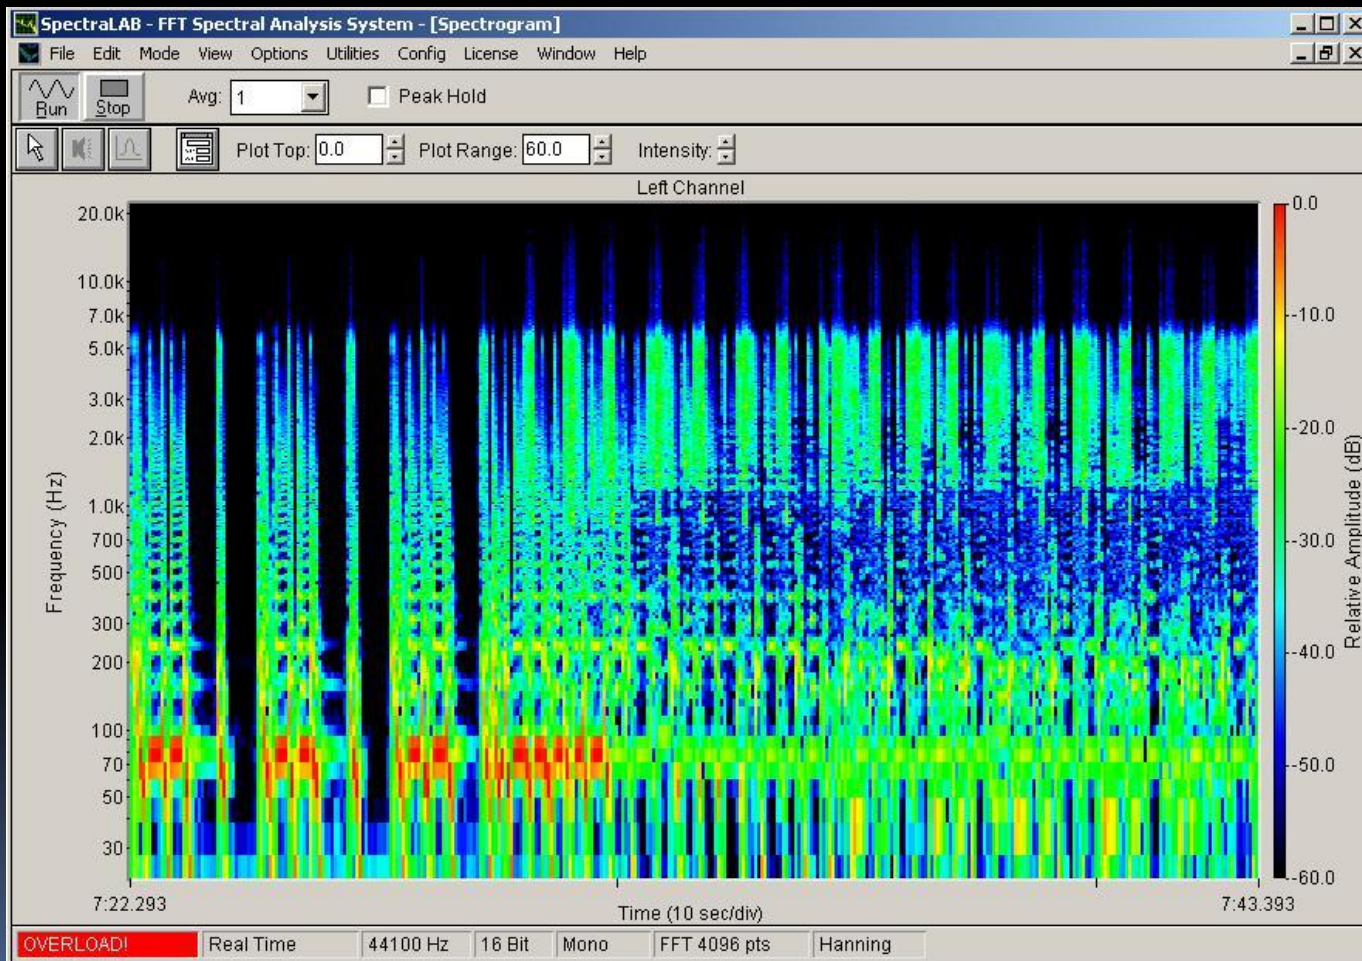 SpectraLAB - FFT Spectral Analysis System - [Spectrogram]
File Edit Mode View Options Utilities Config License Window Help
Run Stop Avg: 1 Peak Hold
Plot Top: 0.0 Plot Range: 60.0 Intensity:
Left Channel
20.0k
10.0k
7.0k
5.0k
3.0k
2.0k
1.0k
700
500
300
200
100
70
50
30
Frequency (Hz)
0.0
-10.0
-20.0
-30.0
-40.0
-50.0
-60.0
Relative Amplitude (dB)
7:22.293 Time (10 sec/div) 7:43.393
OVERLOAD! Real Time 44100 Hz 16 Bit Mono FFT 4096 pts Hanning